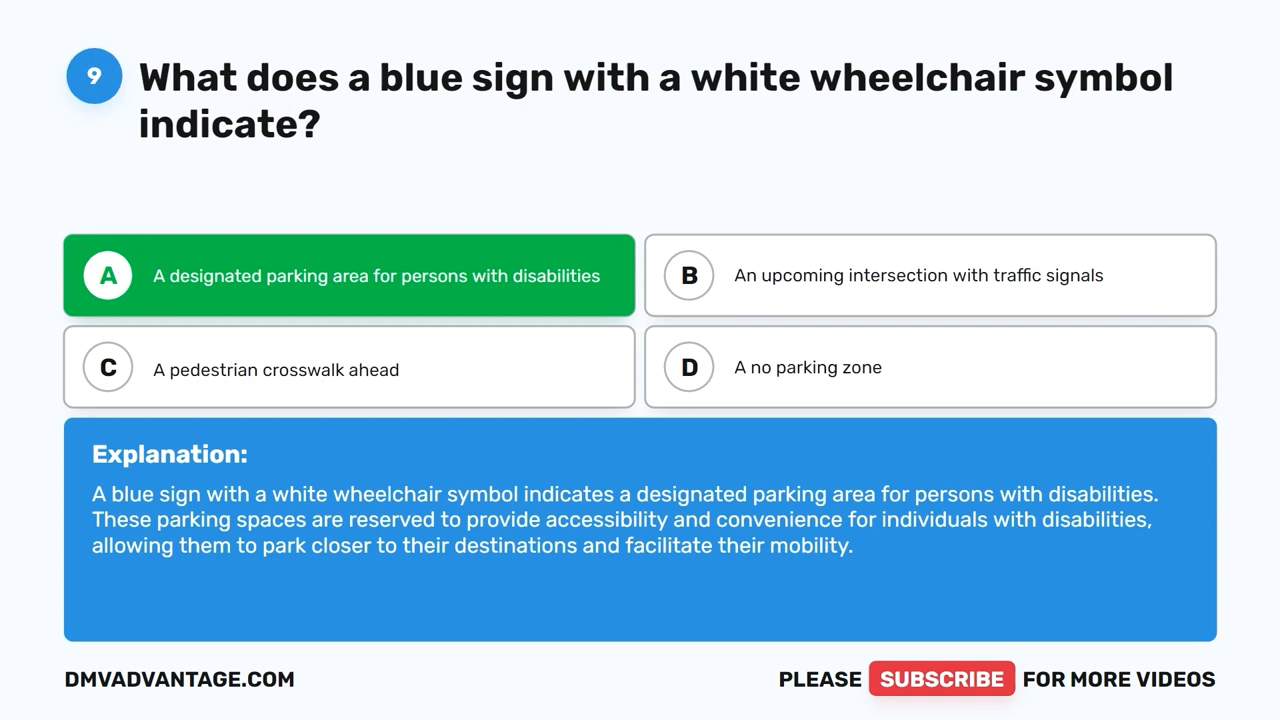 9
What does a blue sign with a white wheelchair symbol
indicate?
A A designated parking area for persons with disabilities
B An upcoming intersection with traffic signals
C A pedestrian crosswalk ahead
D A no parking zone
Explanation:
A blue sign with a white wheelchair symbol indicates a designated parking area for persons with disabilities.
These parking spaces are reserved to provide accessibility and convenience for individuals with disabilities,
allowing them to park closer to their destinations and facilitate their mobility.
DMVADVANTAGE.COM
PLEASE SUBSCRIBE FOR MORE VIDEOS